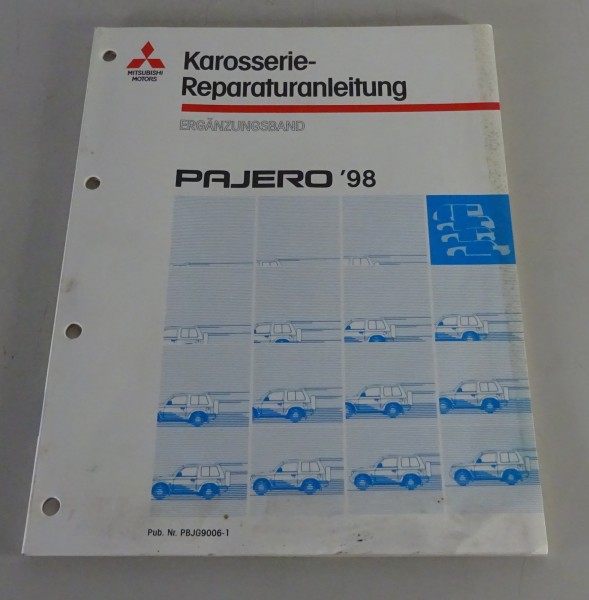 MITSUBISHI
MOTORS
Karosserie-
Reparaturanleitung
ERGÄNZUNGSBAND
PAJERO '98
Pub. Nr. PBJG9006-1